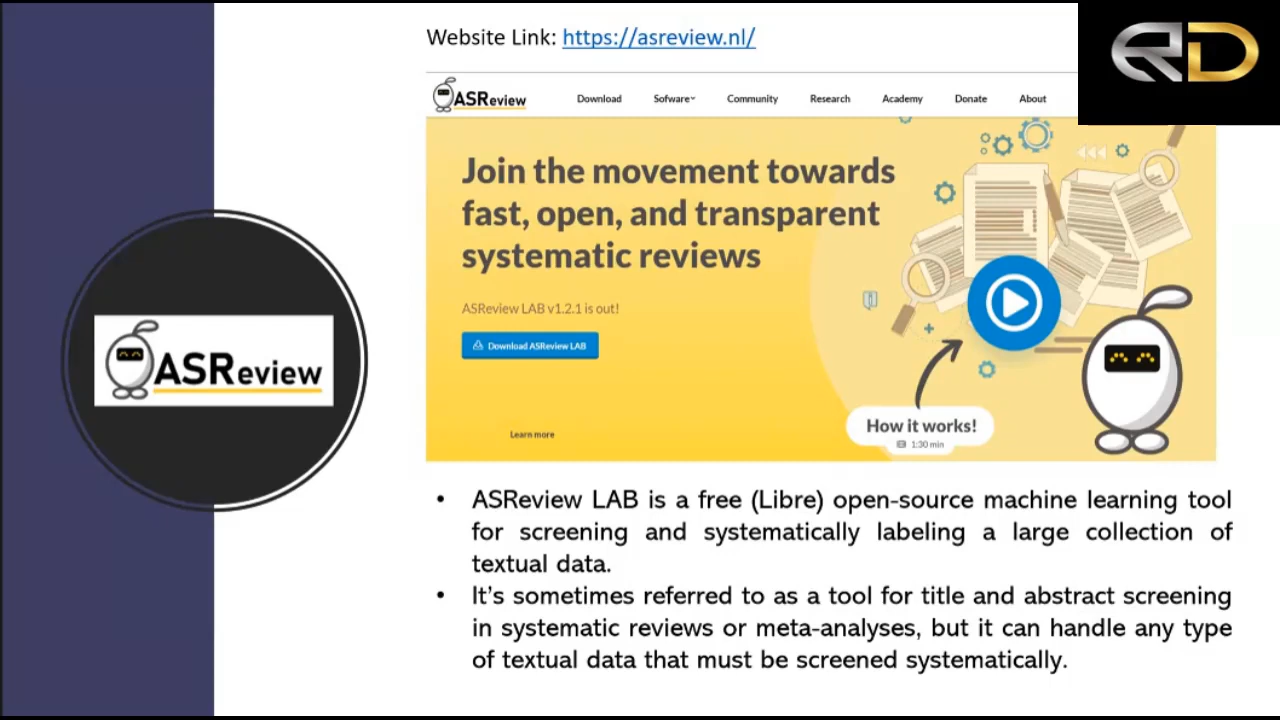 Website Link: https://asreview.nl/
RD
ASReview
Download Sofware Community Research Academy Donate About
Join the movement towards
fast, open, and transparent
systematic reviews
ASReview LAB v1.2.1 is out!
Download ASReview LAB
How it works!
1:30 min
Learn more
ASReview
• ASReview LAB is a free (Libre) open-source machine learning tool
for screening and systematically labeling a large collection of
textual data.
• It’s sometimes referred to as a tool for title and abstract screening
in systematic reviews or meta-analyses, but it can handle any type
of textual data that must be screened systematically.